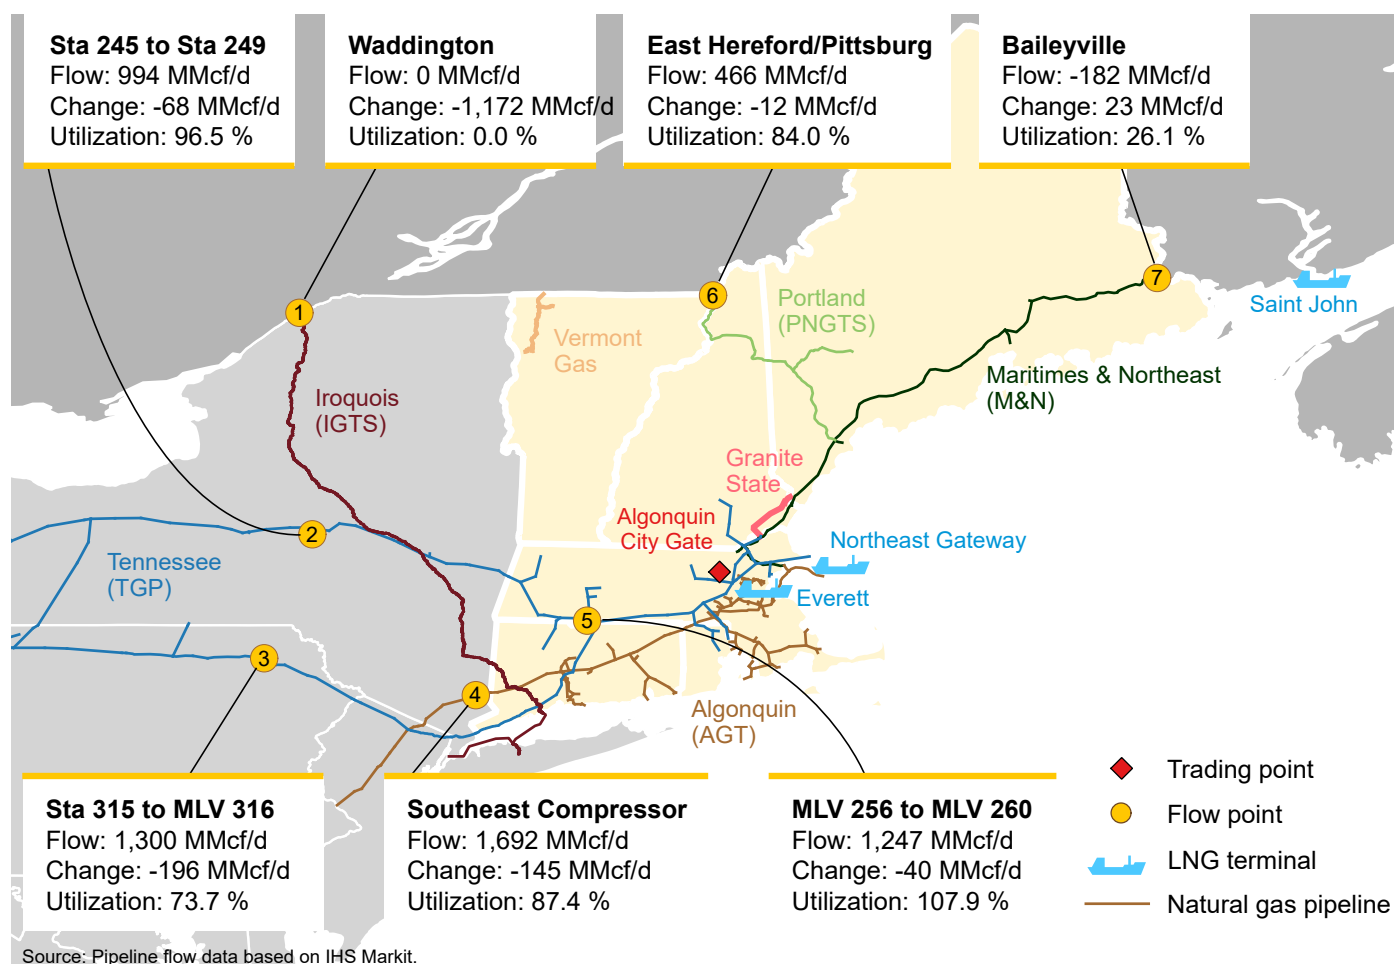 Sta 245 to Sta 249
Flow: 994 MMcf/d
Change: -68 MMcf/d
Utilization: 96.5 %
Waddington
Flow: 0 MMcf/d
Change: -1,172 MMcf/d
Utilization: 0.0 %
East Hereford/Pittsburg
Flow: 466 MMcf/d
Change: -12 MMcf/d
Utilization: 84.0 %
Baileyville
Flow: -182 MMcf/d
Change: 23 MMcf/d
Utilization: 26.1 %
7
6
1
Saint John
Portland
(PNGTS)
Vermont
Gas
Maritimes & Northeast
(M&N)
Iroquois
(IGTS)
Granite
State
Algonquin
City Gate
2
Northeast Gateway
Tennessee
(TGP)
Everett
5
3
4
Algonquin
(AGT)
Sta 315 to MLV 316
Flow: 1,300 MMcf/d
Change: -196 MMcf/d
Utilization: 73.7 %
Southeast Compressor
Flow: 1,692 MMcf/d
Change: -145 MMcf/d
Utilization: 87.4 %
MLV 256 to MLV 260
Flow: 1,247 MMcf/d
Change: -40 MMcf/d
Utilization: 107.9 %
Trading point
Flow point
LNG terminal
Natural gas pipeline
Source: Pipeline flow data based on IHS Markit.